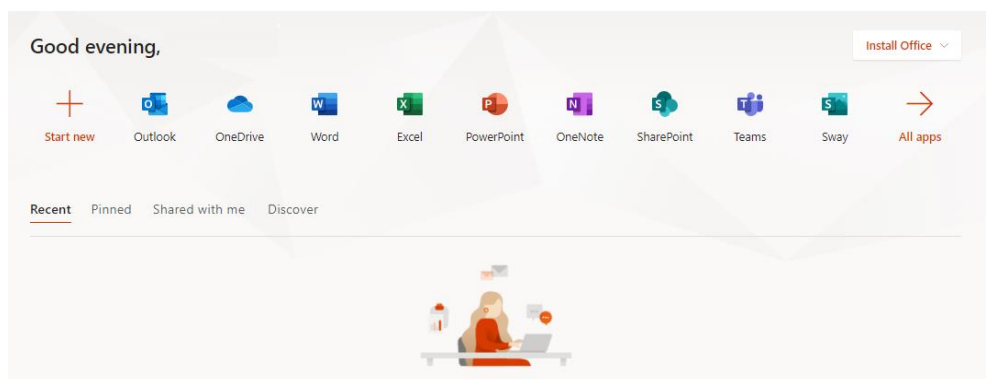 Good evening,
Install Office
Start new
Outlook
OneDrive
Word
Excel
PowerPoint
OneNote
SharePoint
Teams
Sway
All apps
Recent
Pinned
Shared with me
Discover